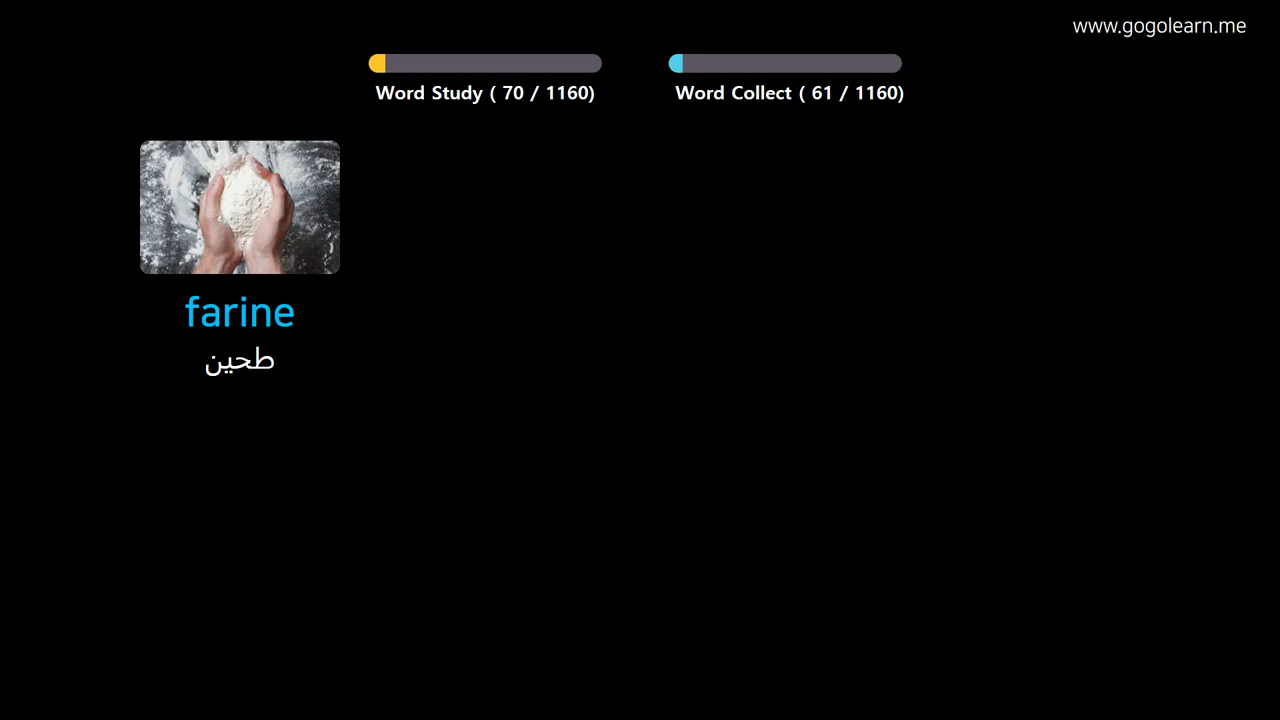 www.gogolearn.me
Word Study ( 70 / 1160)
Word Collect ( 61 / 1160)
farine
طحين